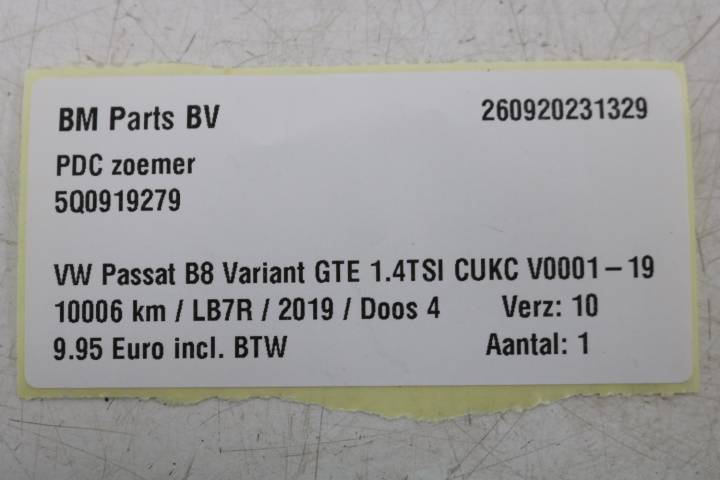 BM Parts BV 260920231329
PDC zoemer
5Q0919279
VW Passat B8 Variant GTE 1.4TSI CUKC V0001-19
10006 km / LB7R / 2019 / Doos 4 Verz: 10
9.95 Euro incl. BTW Aantal: 1